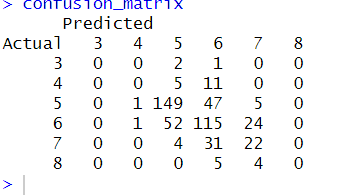 > confusion_matrix
Predicted
Actual 3 4 5 6 7 8
3 0 0 2 1 0 0
4 0 0 5 11 0 0
5 0 1 149 47 5 0
6 0 1 52 115 24 0
7 0 0 4 31 22 0
8 0 0 0 5 4 0
>